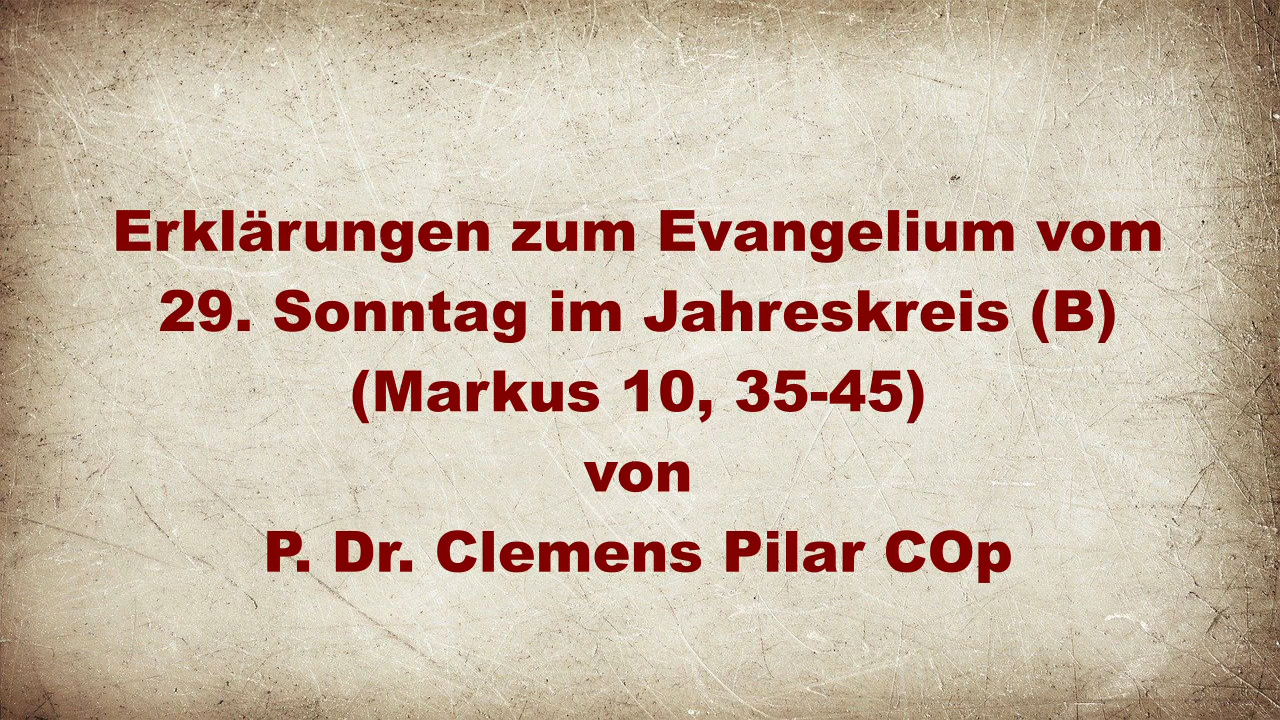 Erklärungen zum Evangelium vom
29. Sonntag im Jahreskreis (B)
(Markus 10, 35-45)
von
P. Dr. Clemens Pilar COp